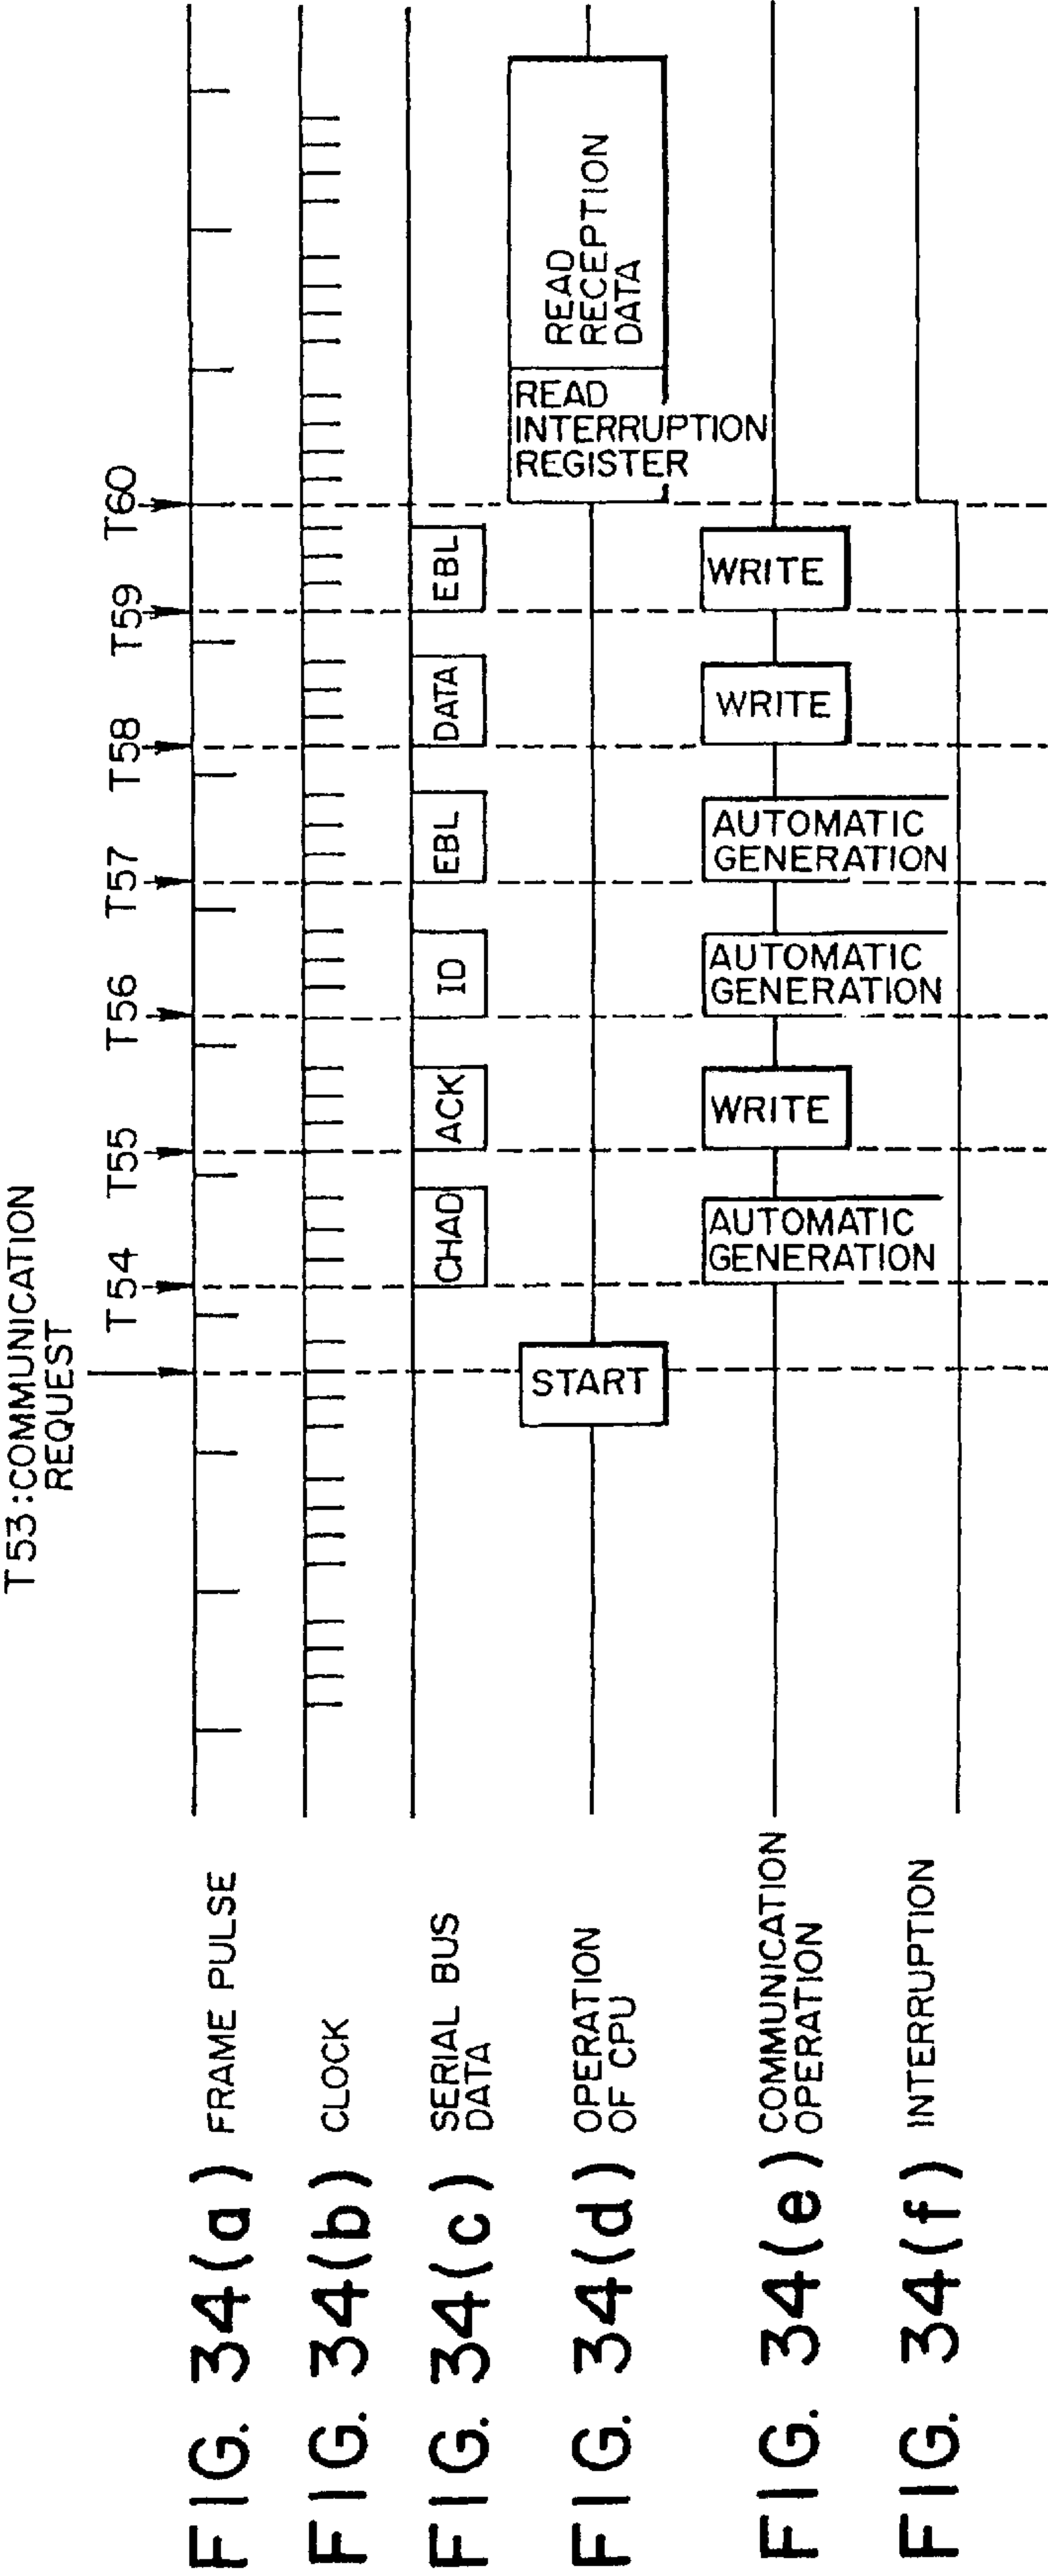 T53:COMMUNICATION
REQUEST
T54
T55
T56
T57
T58
T59
T60
FIG. 34(a) FRAME PULSE
FIG. 34(b) CLOCK
FIG. 34(c) SERIAL BUS
DATA
CHAD
ACK
ID
EBL
DATA
EBL
FIG. 34(d) OPERATION
OF CPU
START
READ
INTERRUPTION
REGISTER
READ
RECEPTION
DATA
FIG. 34(e) COMMUNICATION
OPERATION
AUTOMATIC
GENERATION
WRITE
AUTOMATIC
GENERATION
AUTOMATIC
GENERATION
WRITE
WRITE
FIG. 34(f) INTERRUPTION